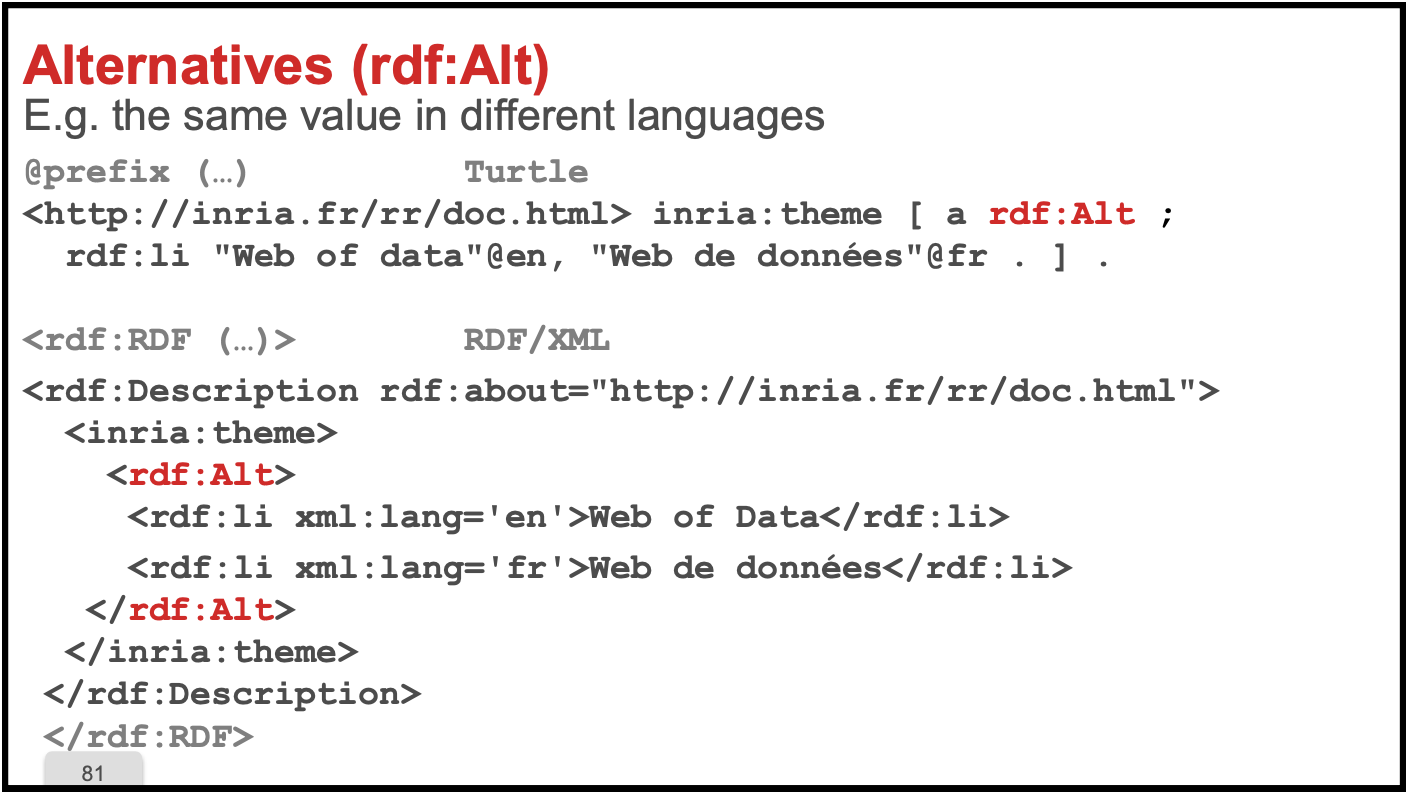 Alternatives (rdf:Alt)
E.g. the same value in different languages
@prefix (…) Turtle
<http://inria.fr/rr/doc.html> inria:theme [ a rdf:Alt ;
rdf:li "Web of data"@en, "Web de données"@fr . ] .
<rdf:RDF (…)> RDF/XML
<rdf:Description rdf:about="http://inria.fr/rr/doc.html">
<inria:theme>
<rdf:Alt>
<rdf:li xml:lang='en'>Web of Data</rdf:li>
<rdf:li xml:lang='fr'>Web de données</rdf:li>
</rdf:Alt>
</inria:theme>
</rdf:Description>
</rdf:RDF>
81